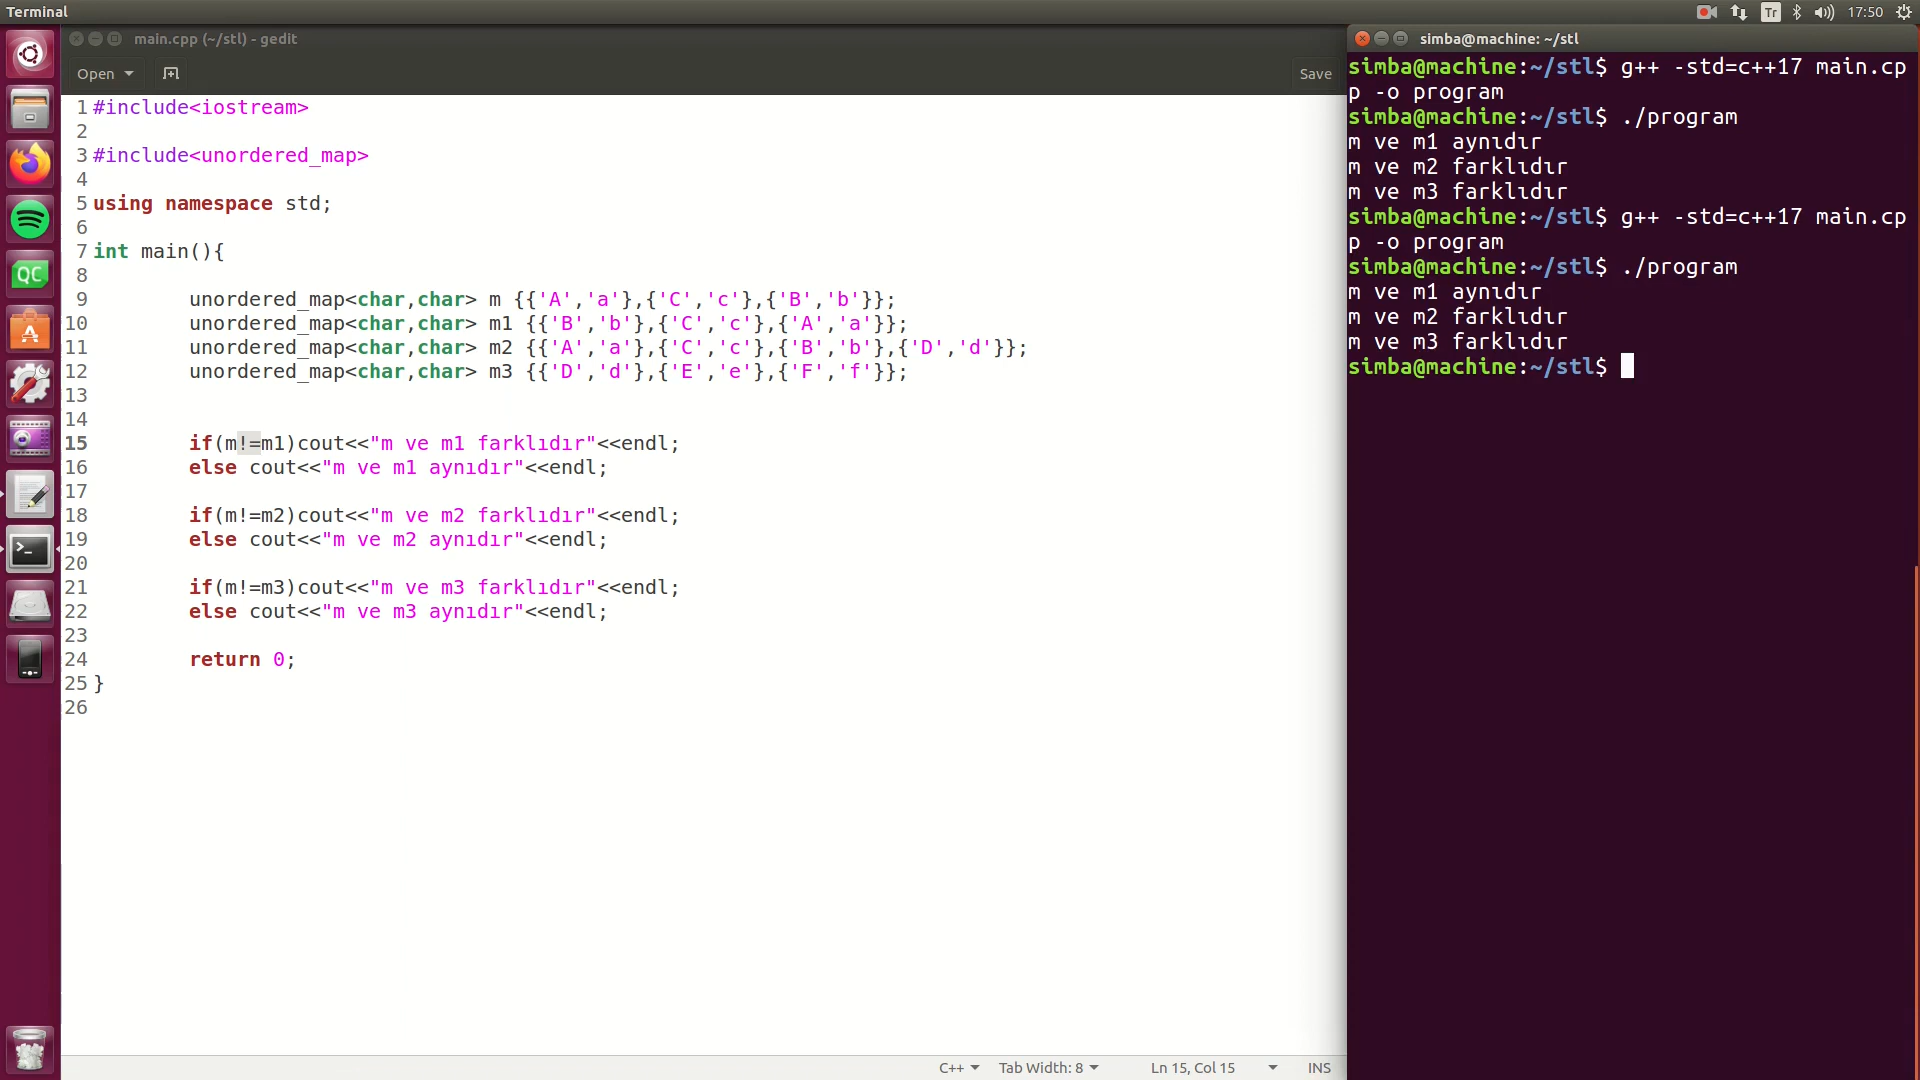 Terminal
Tr
17:50
main.cpp (~/stl) - gedit
Open
Save
1 #include<iostream>
2
3 #include<unordered_map>
4
5 using namespace std;
6
7 int main(){
8
9 unordered_map<char,char> m {{'A','a'},{'C','c'},{'B','b'}};
10 unordered_map<char,char> m1 {{'B','b'},{'C','c'},{'A','a'}};
11 unordered_map<char,char> m2 {{'A','a'},{'C','c'},{'B','b'},{'D','d'}};
12 unordered_map<char,char> m3 {{'D','d'},{'E','e'},{'F','f'}};
13
14
15 if(m!=m1)cout<<"m ve m1 farklıdır"<<endl;
16 else cout<<"m ve m1 aynıdır"<<endl;
17
18 if(m!=m2)cout<<"m ve m2 farklıdır"<<endl;
19 else cout<<"m ve m2 aynıdır"<<endl;
20
21 if(m!=m3)cout<<"m ve m3 farklıdır"<<endl;
22 else cout<<"m ve m3 aynıdır"<<endl;
23
24 return 0;
25 }
26
QC
C++
Tab Width: 8
Ln 15, Col 15
INS
simba@machine: ~/stl
simba@machine:~/stl$ g++ -std=c++17 main.cp
p -o program
simba@machine:~/stl$ ./program
m ve m1 aynıdır
m ve m2 farklıdır
m ve m3 farklıdır
simba@machine:~/stl$ g++ -std=c++17 main.cp
p -o program
simba@machine:~/stl$ ./program
m ve m1 aynıdır
m ve m2 farklıdır
m ve m3 farklıdır
simba@machine:~/stl$